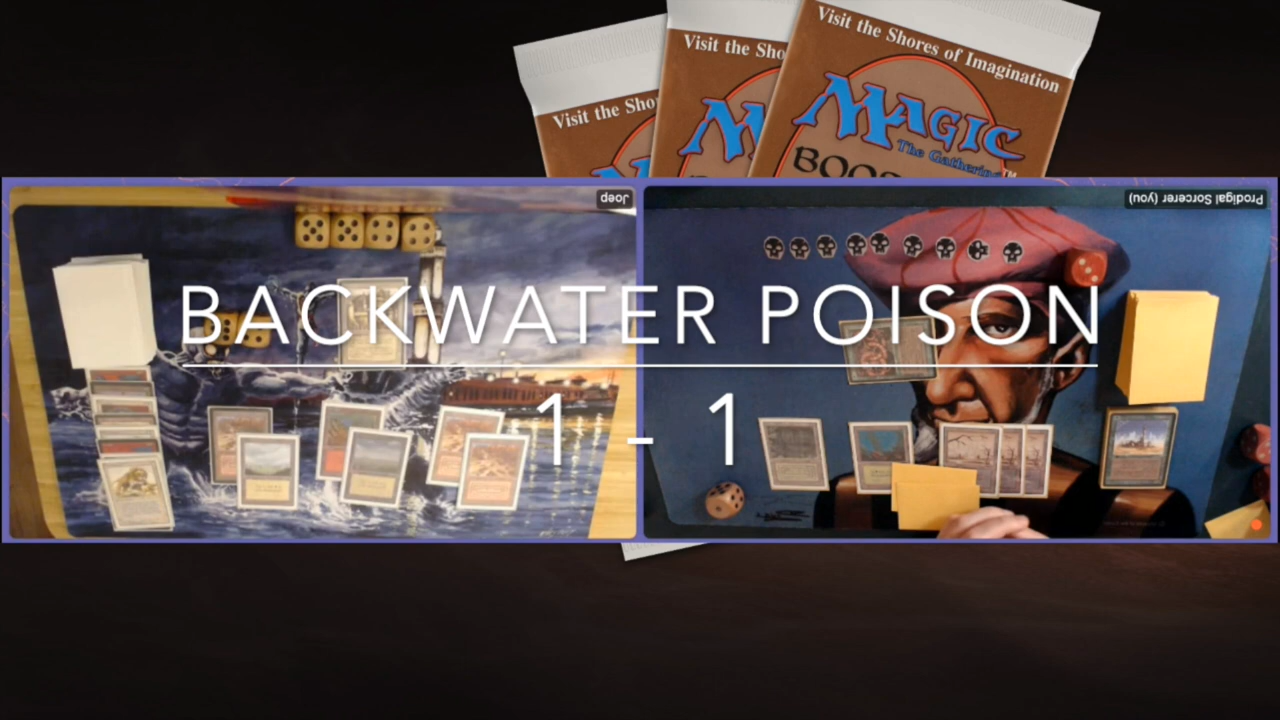 Visit the Shores of Imagination
Visit the Sho
Visit the Sho
MAGIC
The Gathering
M
BOOS
Joep
Prodigal Sorcerer (you)
BACKWATER POISON
1 - 1